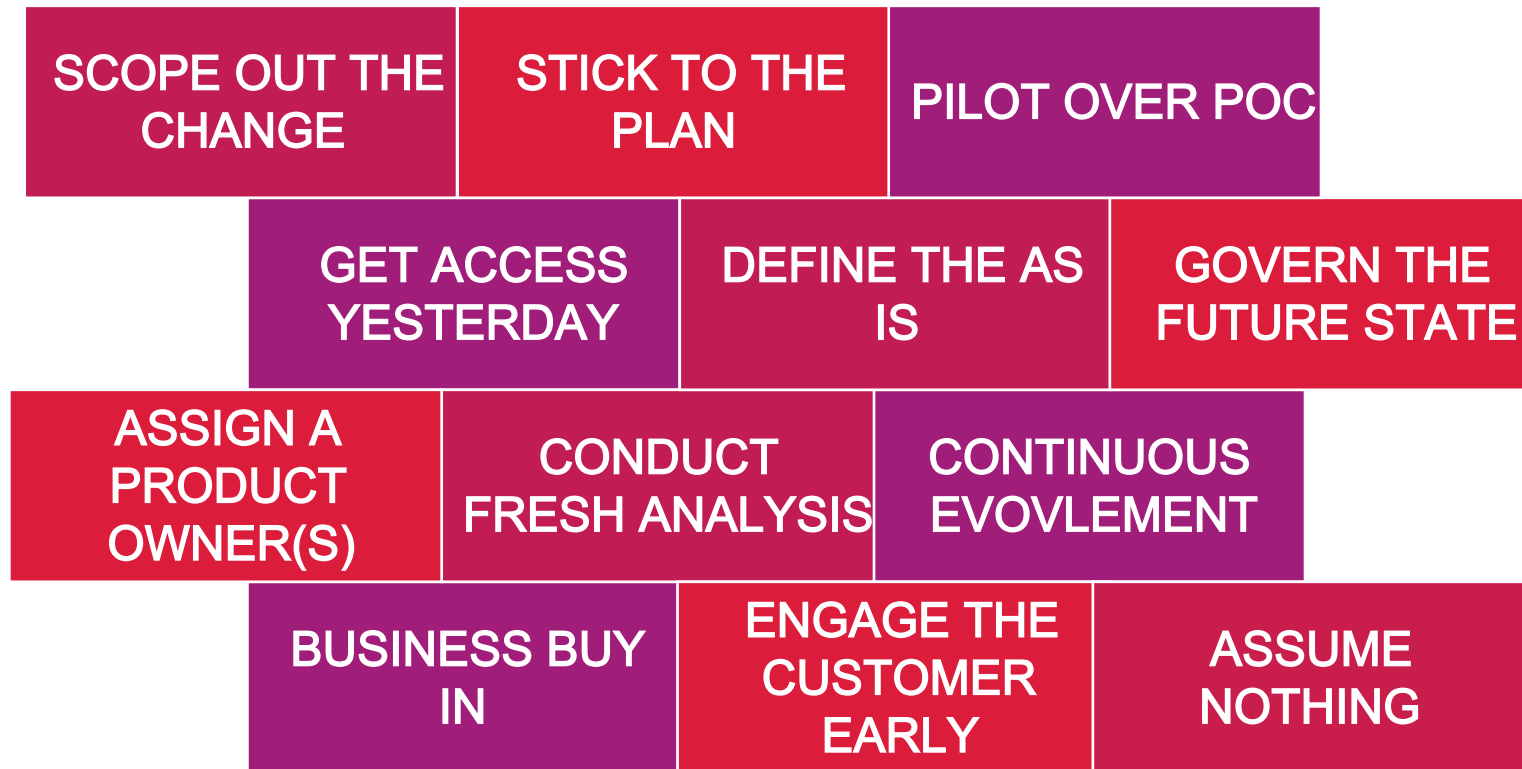 SCOPE OUT THE
CHANGE
STICK TO THE
PLAN
PILOT OVER POC
GET ACCESS
YESTERDAY
DEFINE THE AS
IS
GOVERN THE
FUTURE STATE
ASSIGN A
PRODUCT
OWNER(S)
CONDUCT
FRESH ANALYSIS
CONTINUOUS
EVOVLEMENT
BUSINESS BUY
IN
ENGAGE THE
CUSTOMER
EARLY
ASSUME
NOTHING